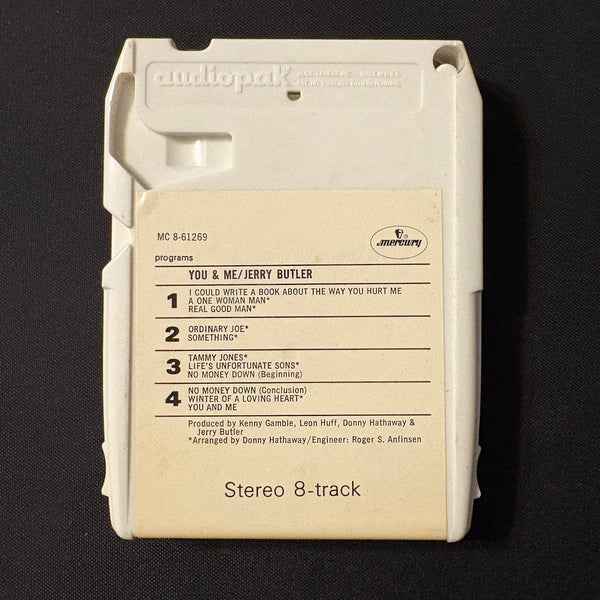 audiopak
MC 8-61269
mercury
programs
YOU & ME/JERRY BUTLER
1
I COULD WRITE A BOOK ABOUT THE WAY YOU HURT ME
A ONE WOMAN MAN*
REAL GOOD MAN*
2
ORDINARY JOE*
SOMETHING*
3
TAMMY JONES*
LIFE'S UNFORTUNATE SONS*
NO MONEY DOWN (Beginning)
4
NO MONEY DOWN (Conclusion)
WINTER OF A LOVING HEART*
YOU AND ME
Produced by Kenny Gamble, Leon Huff, Donny Hathaway &
Jerry Butler
*Arranged by Donny Hathaway/Engineer: Roger S. Anfinsen
Stereo 8-track